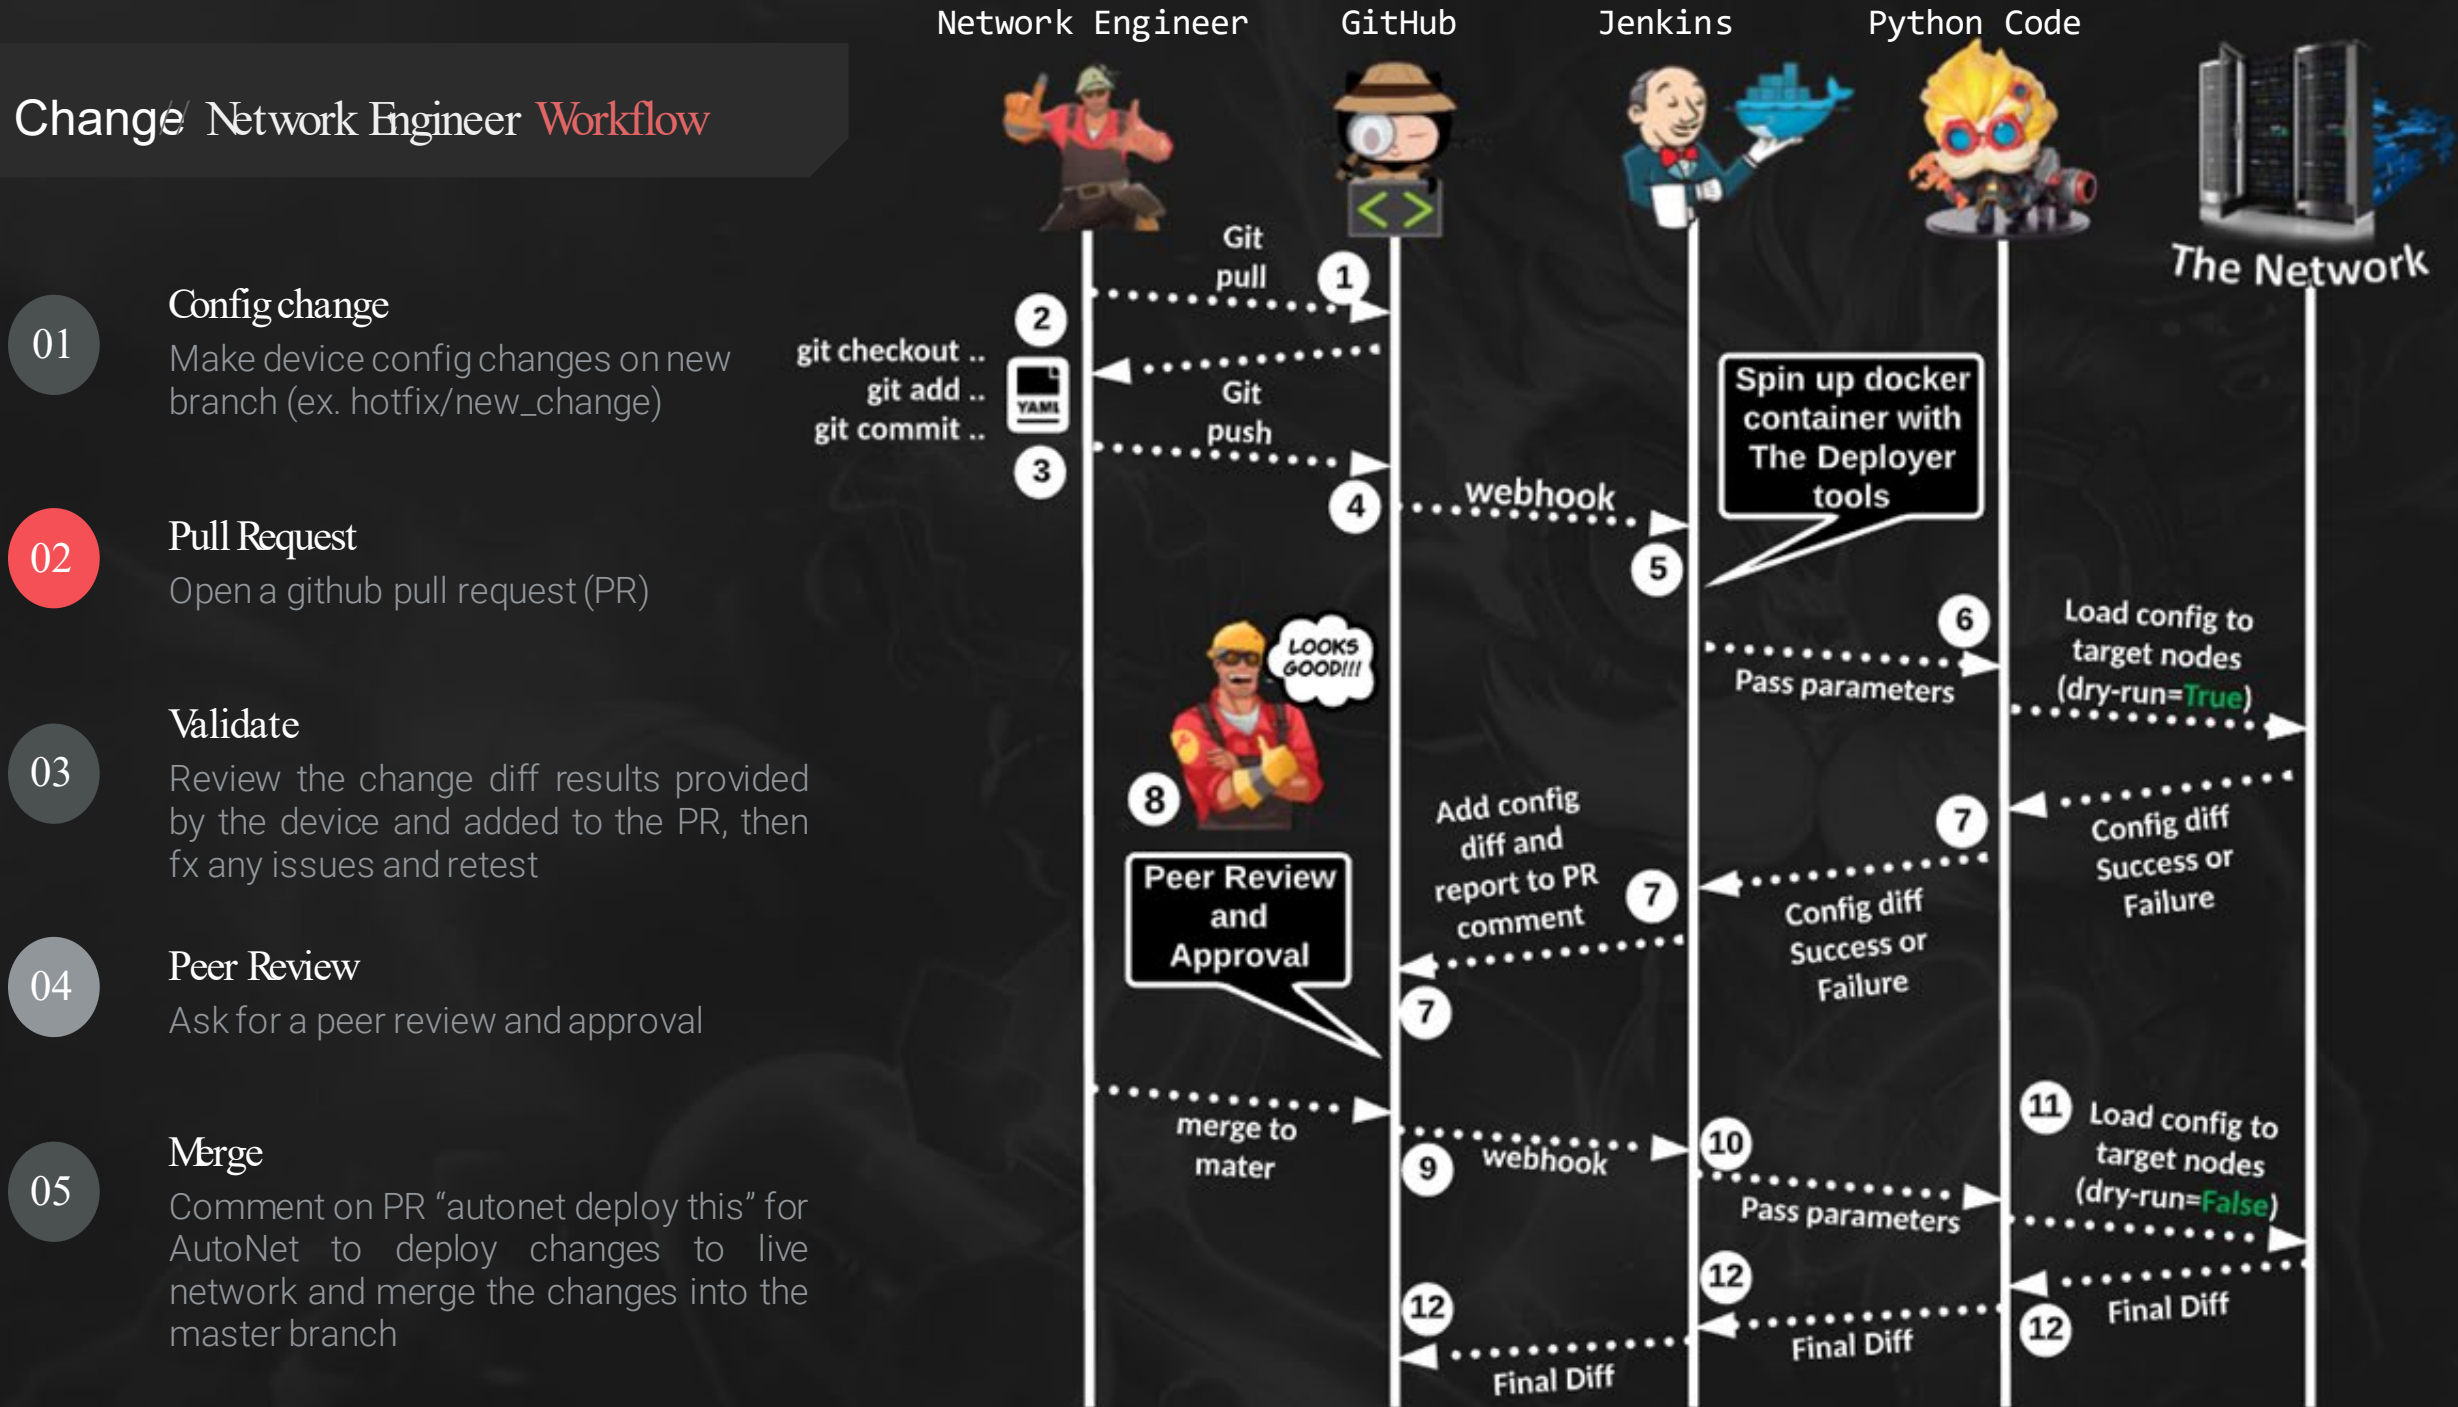 Change// Network Engineer Workflow
01
Config change
Make device config changes on new
branch (ex. hotfix/new_change)
02
Pull Request
Open a github pull request (PR)
03
Validate
Review the change diff results provided
by the device and added to the PR, then
fx any issues and retest
04
Peer Review
Ask for a peer review and approval
05
Merge
Comment on PR “autonet deploy this” for
AutoNet to deploy changes to live
network and merge the changes into the
master branch
Network Engineer
GitHub
Jenkins
Python Code
The Network
Git
pull
1
2
git checkout ..
git add ..
git commit ..
YAML
3
Git
push
4
webhook
5
Spin up docker
container with
The Deployer
tools
6
Pass parameters
Load config to
target nodes
(dry-run=True)
7
Config diff
Success or
Failure
7
Config diff
Success or
Failure
Add config
diff and
report to PR
comment
7
LOOKS
GOOD!!!
8
Peer Review
and
Approval
merge to
mater
9
webhook
10
Pass parameters
11
Load config to
target nodes
(dry-run=False)
12
Final Diff
12
Final Diff
12
Final Diff